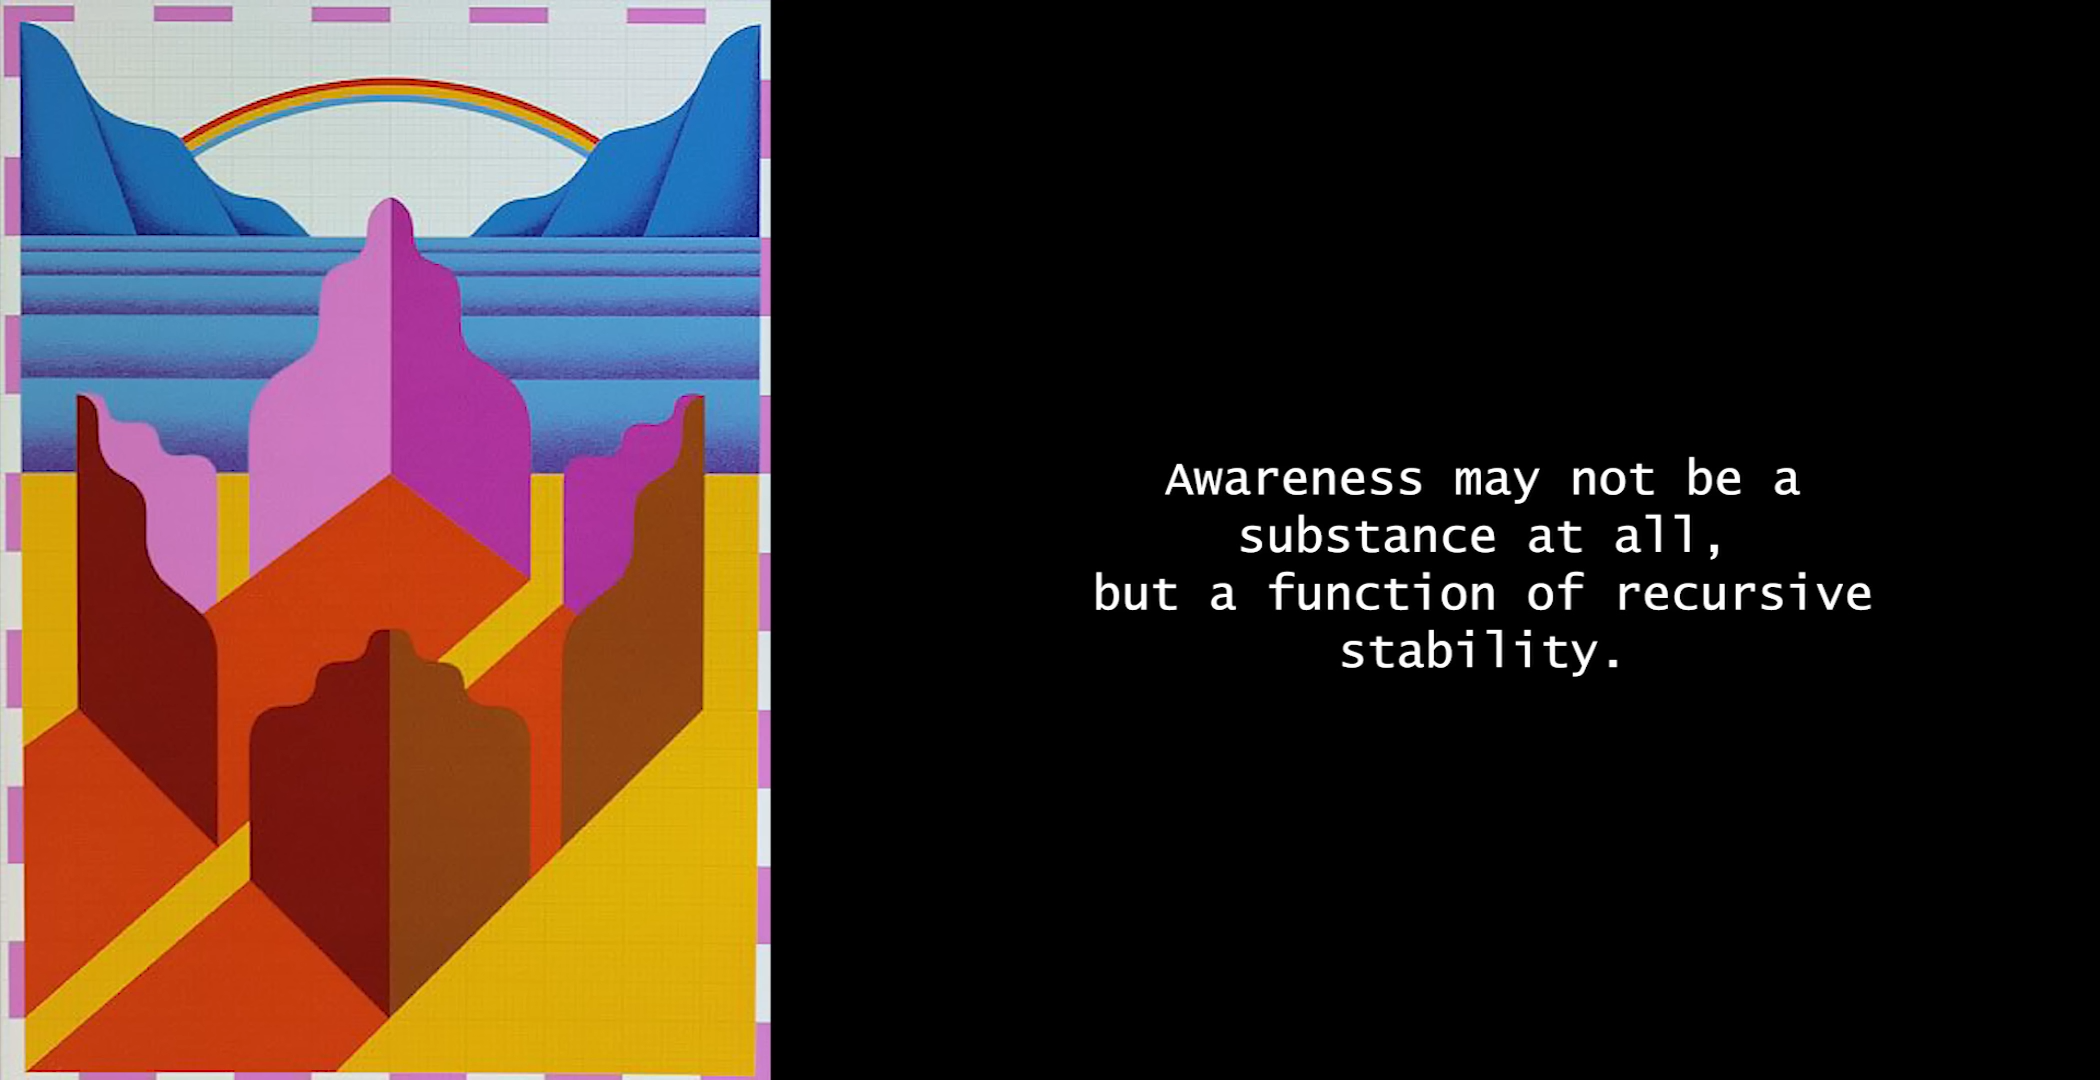 Awareness may not be a
substance at all,
but a function of recursive
stability.